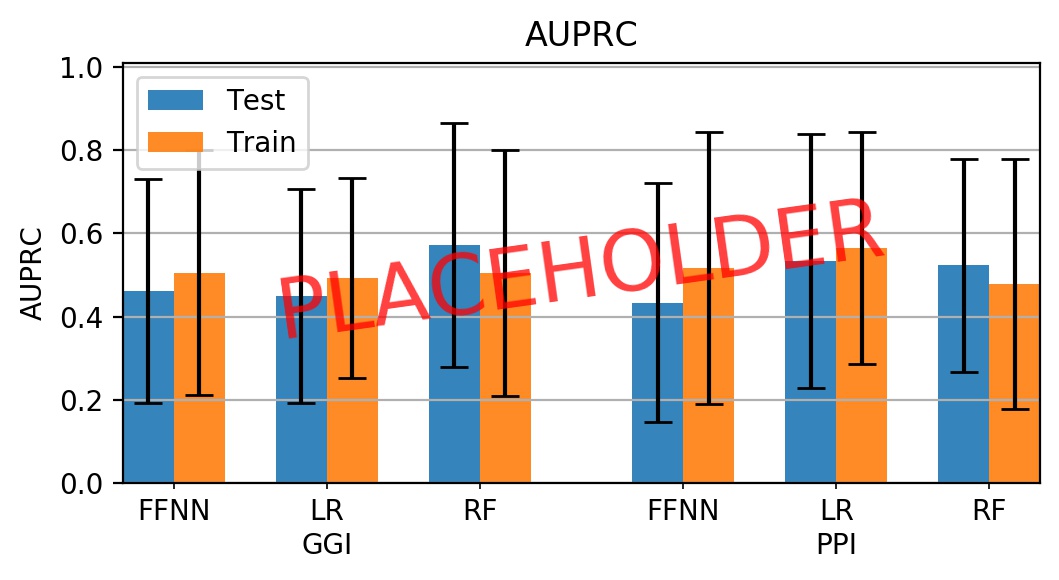 AUPRC
1.0
Test
Train
0.8
0.6
AUPRC
PLACEHOLDER
0.4
0.2
0.0
FFNN LR RF FFNN LR RF
GGI PPI